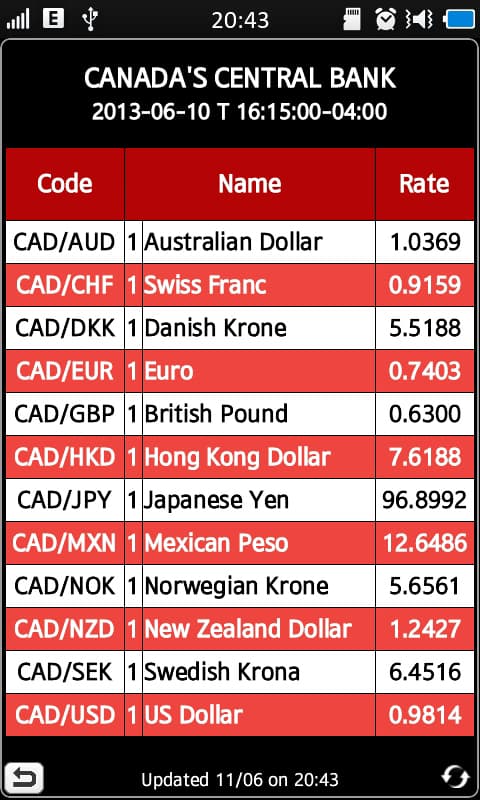 E 20:43
CANADA'S CENTRAL BANK
2013-06-10 T 16:15:00-04:00
Code Name Rate
CAD/AUD 1 Australian Dollar 1.0369
CAD/CHF 1 Swiss Franc 0.9159
CAD/DKK 1 Danish Krone 5.5188
CAD/EUR 1 Euro 0.7403
CAD/GBP 1 British Pound 0.6300
CAD/HKD 1 Hong Kong Dollar 7.6188
CAD/JPY 1 Japanese Yen 96.8992
CAD/MXN 1 Mexican Peso 12.6486
CAD/NOK 1 Norwegian Krone 5.6561
CAD/NZD 1 New Zealand Dollar 1.2427
CAD/SEK 1 Swedish Krona 6.4516
CAD/USD 1 US Dollar 0.9814
Updated 11/06 on 20:43